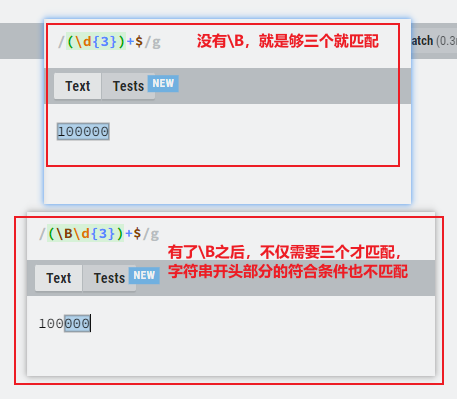 /(\d{3})+$/g
没有\B，就是够三个就匹配
atch (0.3m
Text Tests NEW
100000
/(\B\d{3})+$/g
有了\B之后，不仅需要三个才匹配，
字符串开头部分的符合条件也不匹配
Text Tests NEW
100000